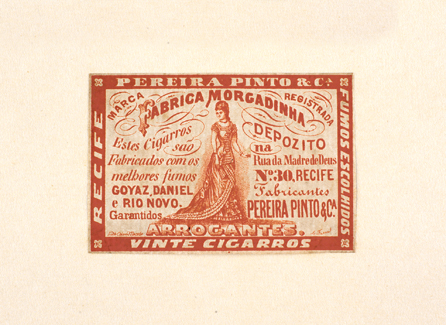 PEREIRA PINTO & Cª
MARCA REGISTRADA
FABRICA MORGADINHA
RECIFE
Estes Cigarros
são
Fabricados com os
melhores fumos
GOYAZ, DANIEL
e RIO NOVO.
Garantidos
DEPOZITO
na
Rua da Madre de Deus
Nº 30, RECIFE
Fabricantes
PEREIRA PINTO & Cª
FUMOS ESCOLHIDOS
ARROGANTES.
VINTE CIGARROS